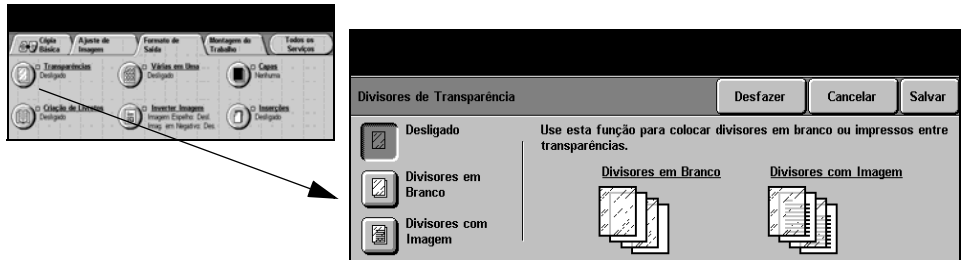 Cópia Básica
Ajuste de Imagem
Formato de Saída
Montagem do Trabalho
Todos os Serviços
Transparências
Desligado
Várias em Uma
Desligado
Capas
Nenhuma
Criação de Livretos
Desligado
Inverter Imagem
Imagem Espelho: Desl.
Imag. em Negativo: Des.
Inserções
Desligado
Divisores de Transparência
Desfazer
Cancelar
Salvar
Desligado
Divisores em
Branco
Divisores com
Imagem
Use esta função para colocar divisores em branco ou impressos entre
transparências.
Divisores em Branco
Divisores com Imagem